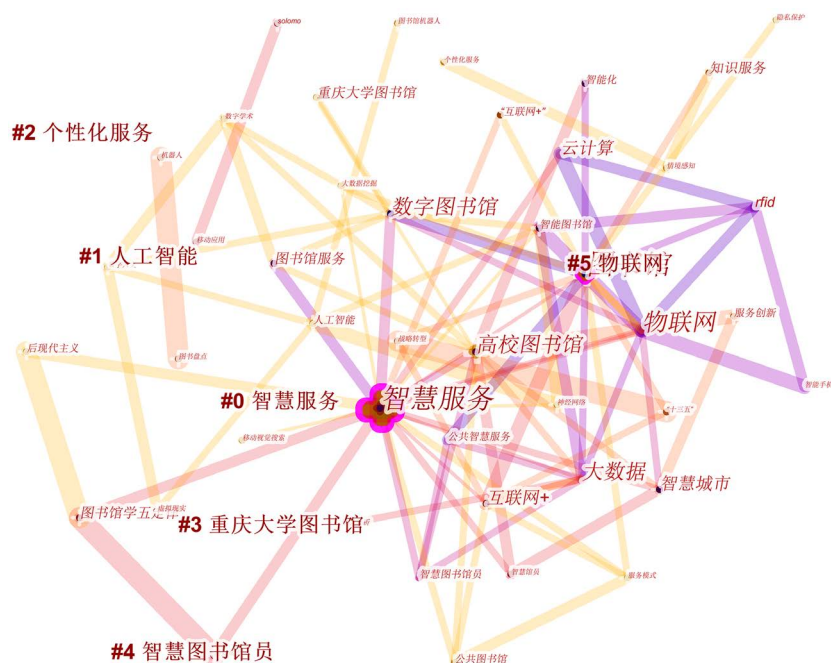 solomo
图书馆机器人
隐私保护
个性化服务
知识服务
智能化
重庆大学图书馆
"互联网+"
数字学术
#2 个性化服务
机器人
云计算
情境感知
大数据挖掘
数字图书馆
rfid
智能图书馆
移动应用
#1 人工智能
图书馆服务
#5 物联网
人工智能
物联网
服务创新
战略转型
高校图书馆
后现代主义
图书盘点
智能手机
#0 智慧服务
智慧服务
神经网络
"十三五"
移动视觉搜索
公共智慧服务
大数据
智慧城市
互联网+
图书馆学五定律
虚拟现实
#3 重庆大学图书馆
智慧图书馆员
智慧馆员
服务模式
#4 智慧图书馆员
公共图书馆